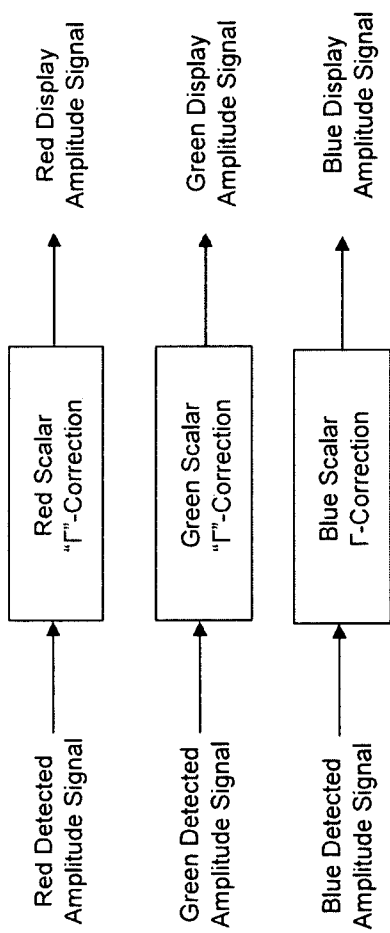 Red Detected
Amplitude Signal
Red Scalar
“Γ”-Correction
Red Display
Amplitude Signal
Green Detected
Amplitude Signal
Green Scalar
“Γ”-Correction
Green Display
Amplitude Signal
Blue Detected
Amplitude Signal
Blue Scalar
Γ-Correction
Blue Display
Amplitude Signal